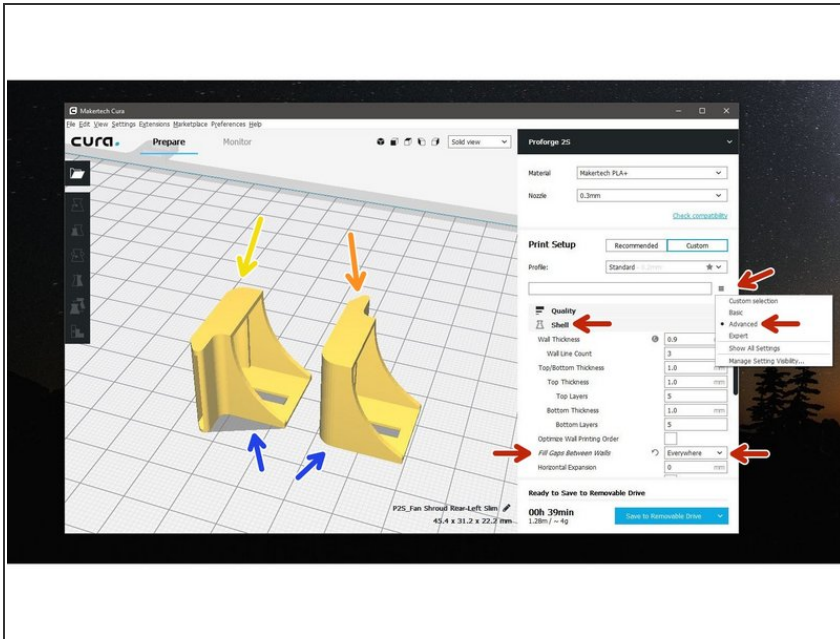 Makertech Cura
File Edit View Settings Extensions Marketplace Preferences Help
cura. Prepare Monitor Solid view
Proforge 2S
Material Makertech PLA+
Nozzle 0.3mm
Check compatibility
Print Setup Recommended Custom
Profile: Standard - 0.2mm
Custom selection
Basic
Advanced
Expert
Show All Settings
Manage Setting Visibility...
Quality
Shell
Wall Thickness 0.9
Wall Line Count 3
Top/Bottom Thickness 1.0 mm
Top Thickness 1.0 mm
Top Layers 5
Bottom Thickness 1.0 mm
Bottom Layers 5
Optimize Wall Printing Order
Fill Gaps Between Walls Everywhere
Horizontal Expansion 0 mm
Ready to Save to Removable Drive
P2S_Fan Shroud Rear-Left Slim
45.4 x 31.2 x 22.2 mm
00h 39min
1.28m / ~ 4g
Save to Removable Drive